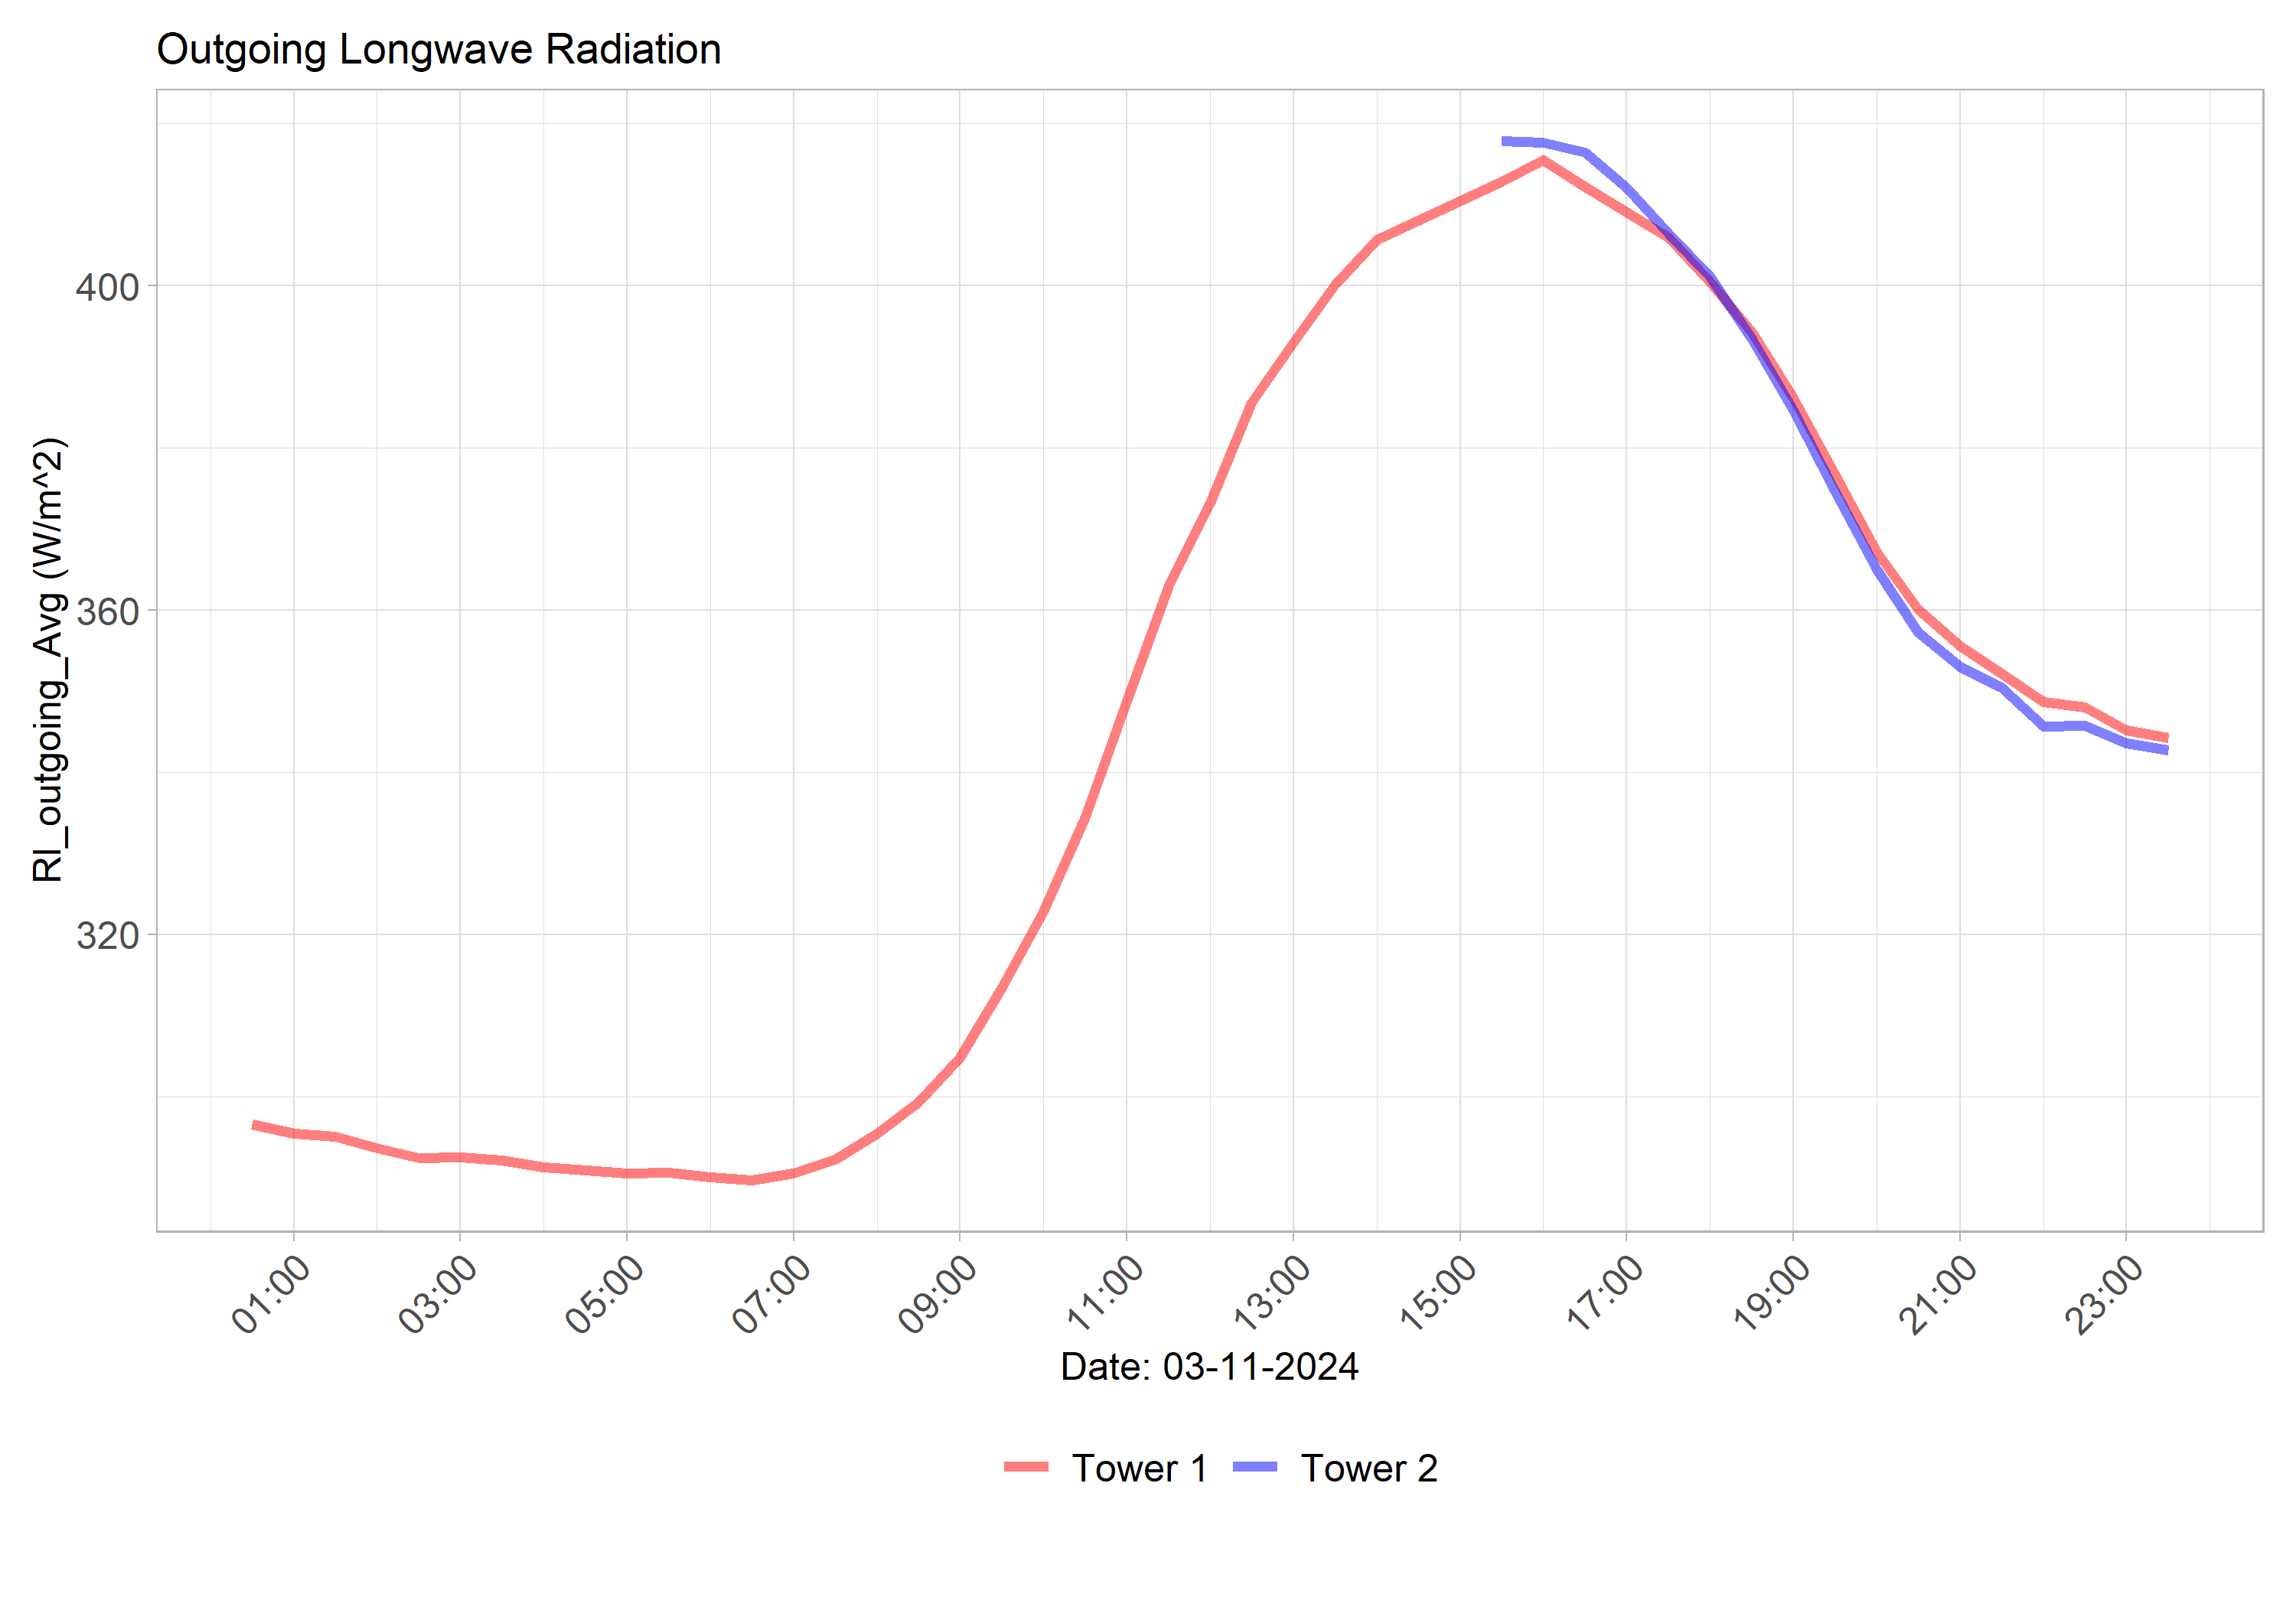 Outgoing Longwave Radiation
Rl_outgoing_Avg (W/m^2)
400
360
320
01:00 03:00 05:00 07:00 09:00 11:00 13:00 15:00 17:00 19:00 21:00 23:00
Date: 03-11-2024
Tower 1 Tower 2